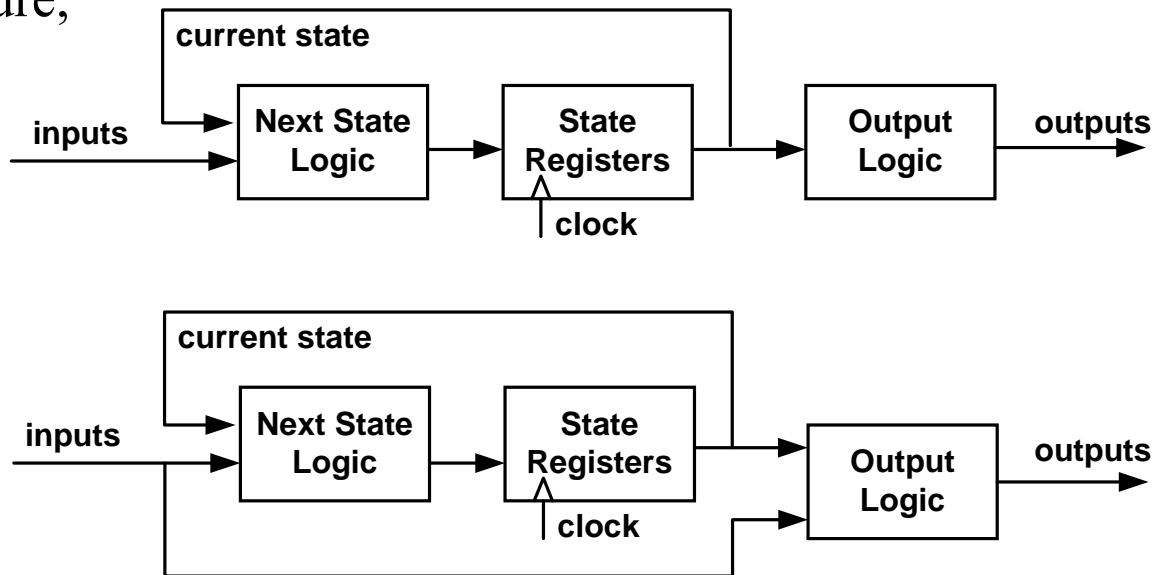 current state
inputs
Next State
Logic
State
Registers
clock
Output
Logic
outputs
current state
inputs
Next State
Logic
State
Registers
clock
Output
Logic
outputs